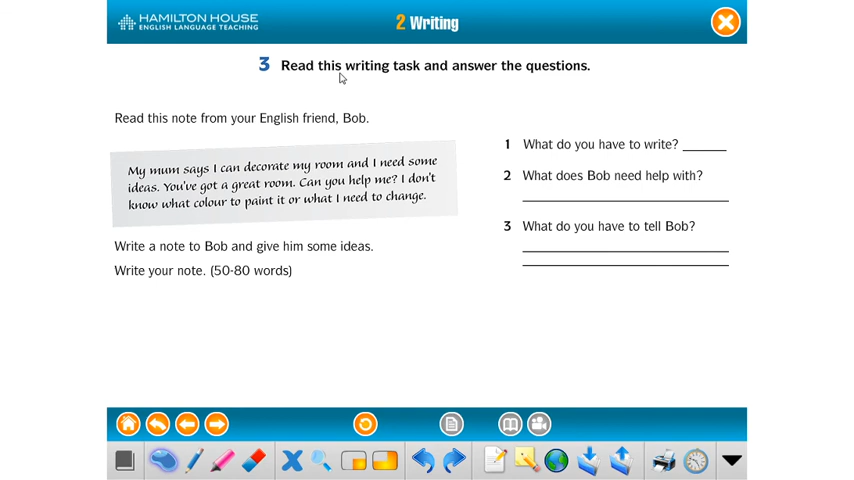 HAMILTON HOUSE
ENGLISH LANGUAGE TEACHING
2 Writing
3 Read this writing task and answer the questions.
Read this note from your English friend, Bob.
My mum says I can decorate my room and I need some
ideas. You've got a great room. Can you help me? I don't
know what colour to paint it or what I need to change.
Write a note to Bob and give him some ideas.
Write your note. (50-80 words)
1 What do you have to write?
2 What does Bob need help with?
3 What do you have to tell Bob?